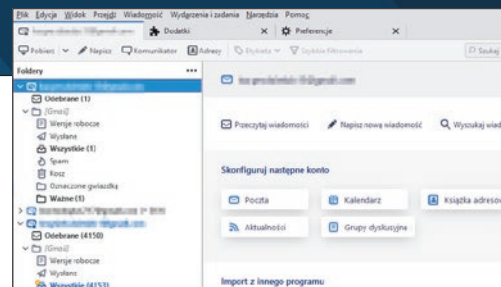 Plik Edycja Widok Przejdź Wiadomość Wydarzenia i zadania Narzędzia Pomoc
Dodatki Preferencje
Pobierz Napisz Komunikator Adresy Etykieta Szybkie filtrowanie Szukaj
Foldery
Odebrane (1)
[Gmail]
Wersje robocze
Wysłane
Wszystkie (1)
Spam
Kosz
Oznaczone gwiazdką
Ważne (1)
Odebrane (4150)
[Gmail]
Wersje robocze
Wysłane
Wszystkie (4153)
Przeczytaj wiadomości Napisz nową wiadomość Wyszukaj wiad
Skonfiguruj następne konto
Poczta Kalendarz Książka adresow
Aktualności Grupy dyskusyjne
Import z innego programu